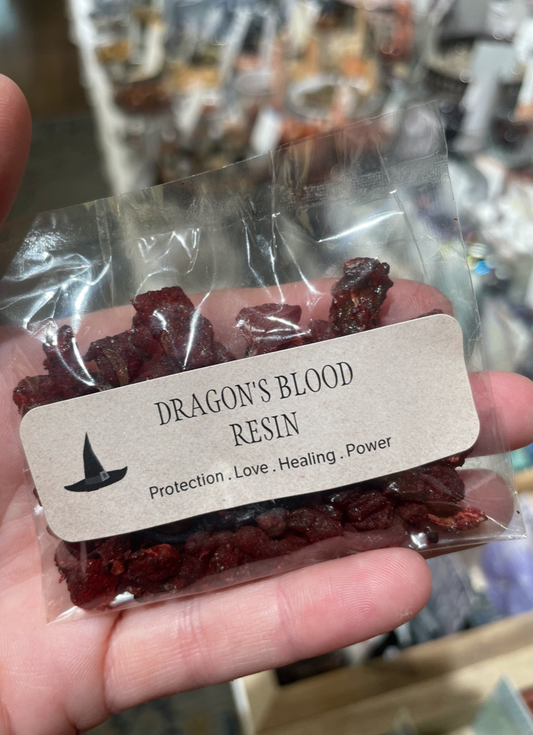 DRAGON'S BLOOD
RESIN
Protection . Love . Healing . Power